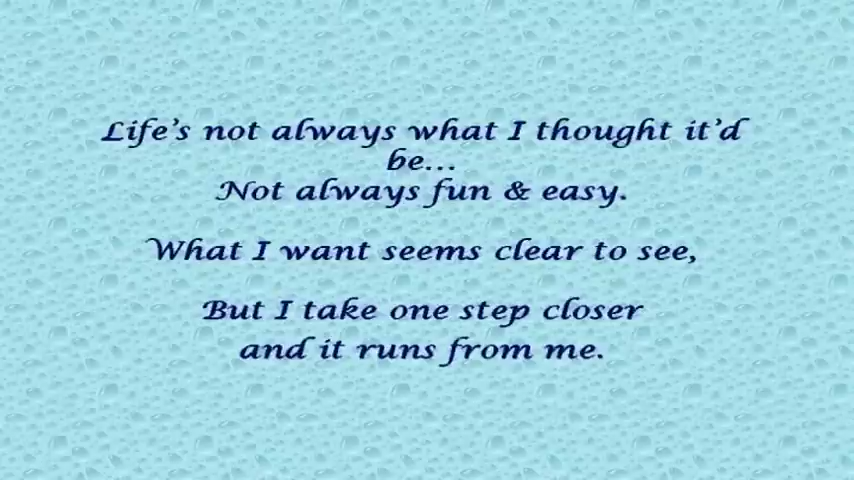 Life's not always what I thought it'd
be...
Not always fun & easy.
What I want seems clear to see,
But I take one step closer
and it runs from me.